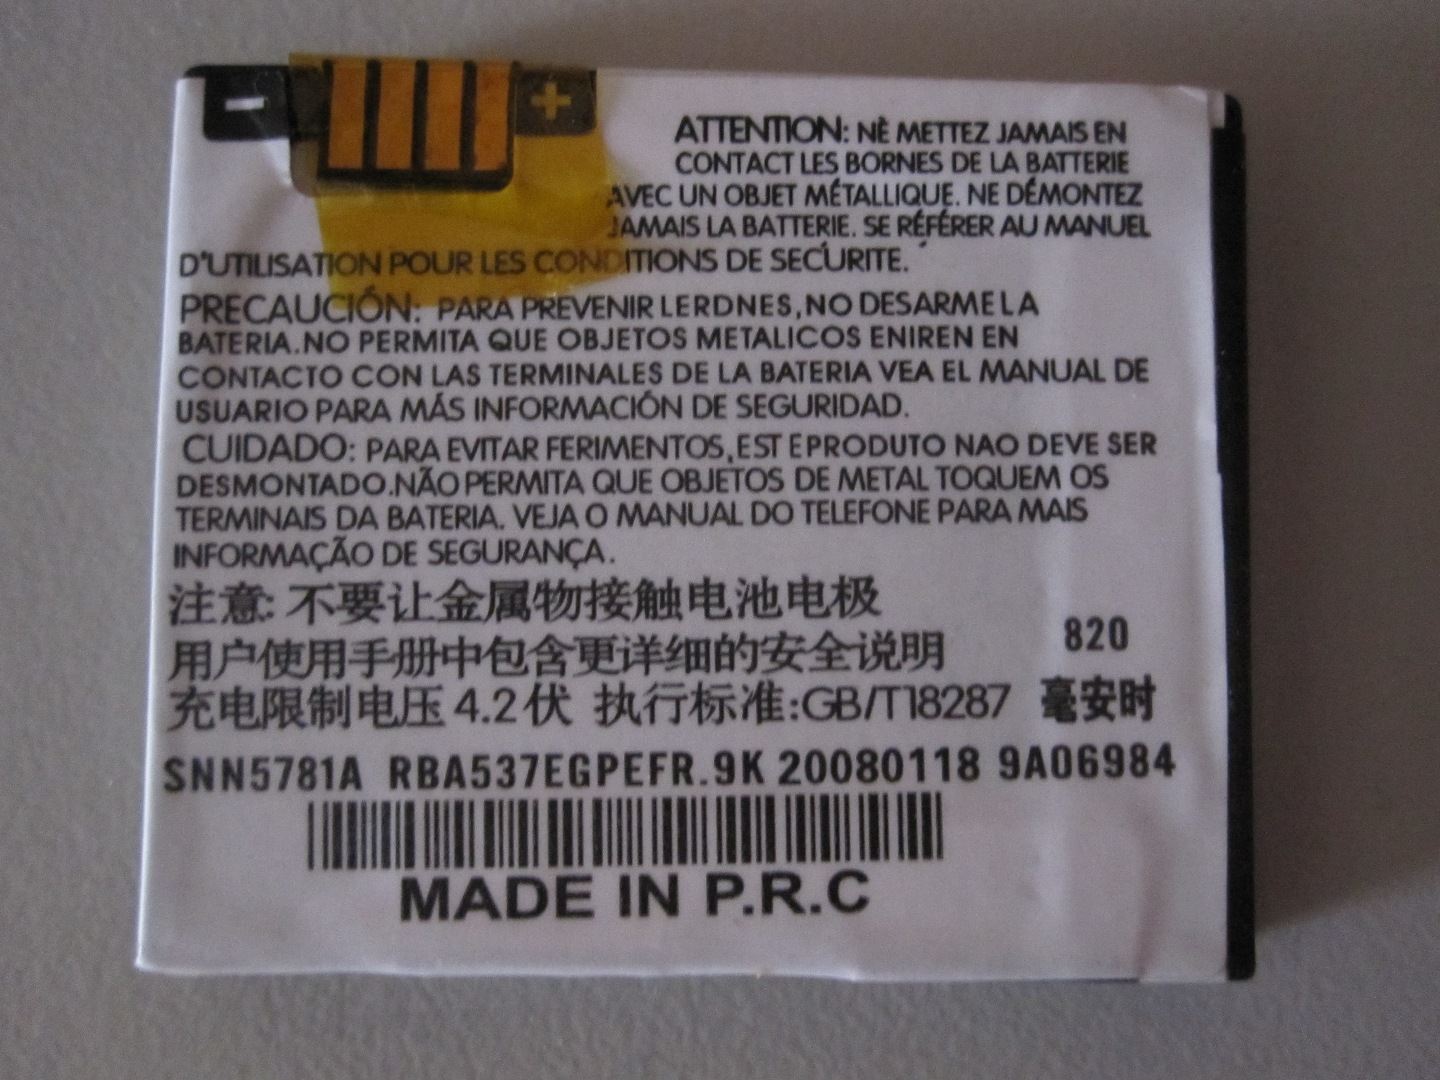 - +
ATTENTION: NÈ METTEZ JAMAIS EN
CONTACT LES BORNES DE LA BATTERIE
AVEC UN OBJET MÉTALLIQUE. NE DÉMONTEZ
JAMAIS LA BATTERIE. SE RÉFÉRER AU MANUEL
D'UTILISATION POUR LES CONDITIONS DE SECURITE.
PRECAUCIÓN: PARA PREVENIR LERDNES,NO DESARME LA
BATERIA.NO PERMITA QUE OBJETOS METALICOS ENIREN EN
CONTACTO CON LAS TERMINALES DE LA BATERIA VEA EL MANUAL DE
USUARIO PARA MÁS INFORMACIÓN DE SEGURIDAD.
CUIDADO: PARA EVITAR FERIMENTOS,EST EPRODUTO NAO DEVE SER
DESMONTADO.NÃO PERMITA QUE OBJETOS DE METAL TOQUEM OS
TERMINAIS DA BATERIA. VEJA O MANUAL DO TELEFONE PARA MAIS
INFORMAÇÃO DE SEGURANÇA.
注意: 不要让金属物接触电池电极
用户使用手册中包含更详细的安全说明
充电限制电压 4.2伏 执行标准:GB/T18287
820
毫安时
SNN5781A RBA537EGPEFR.9K 20080118 9A06984
MADE IN P.R.C